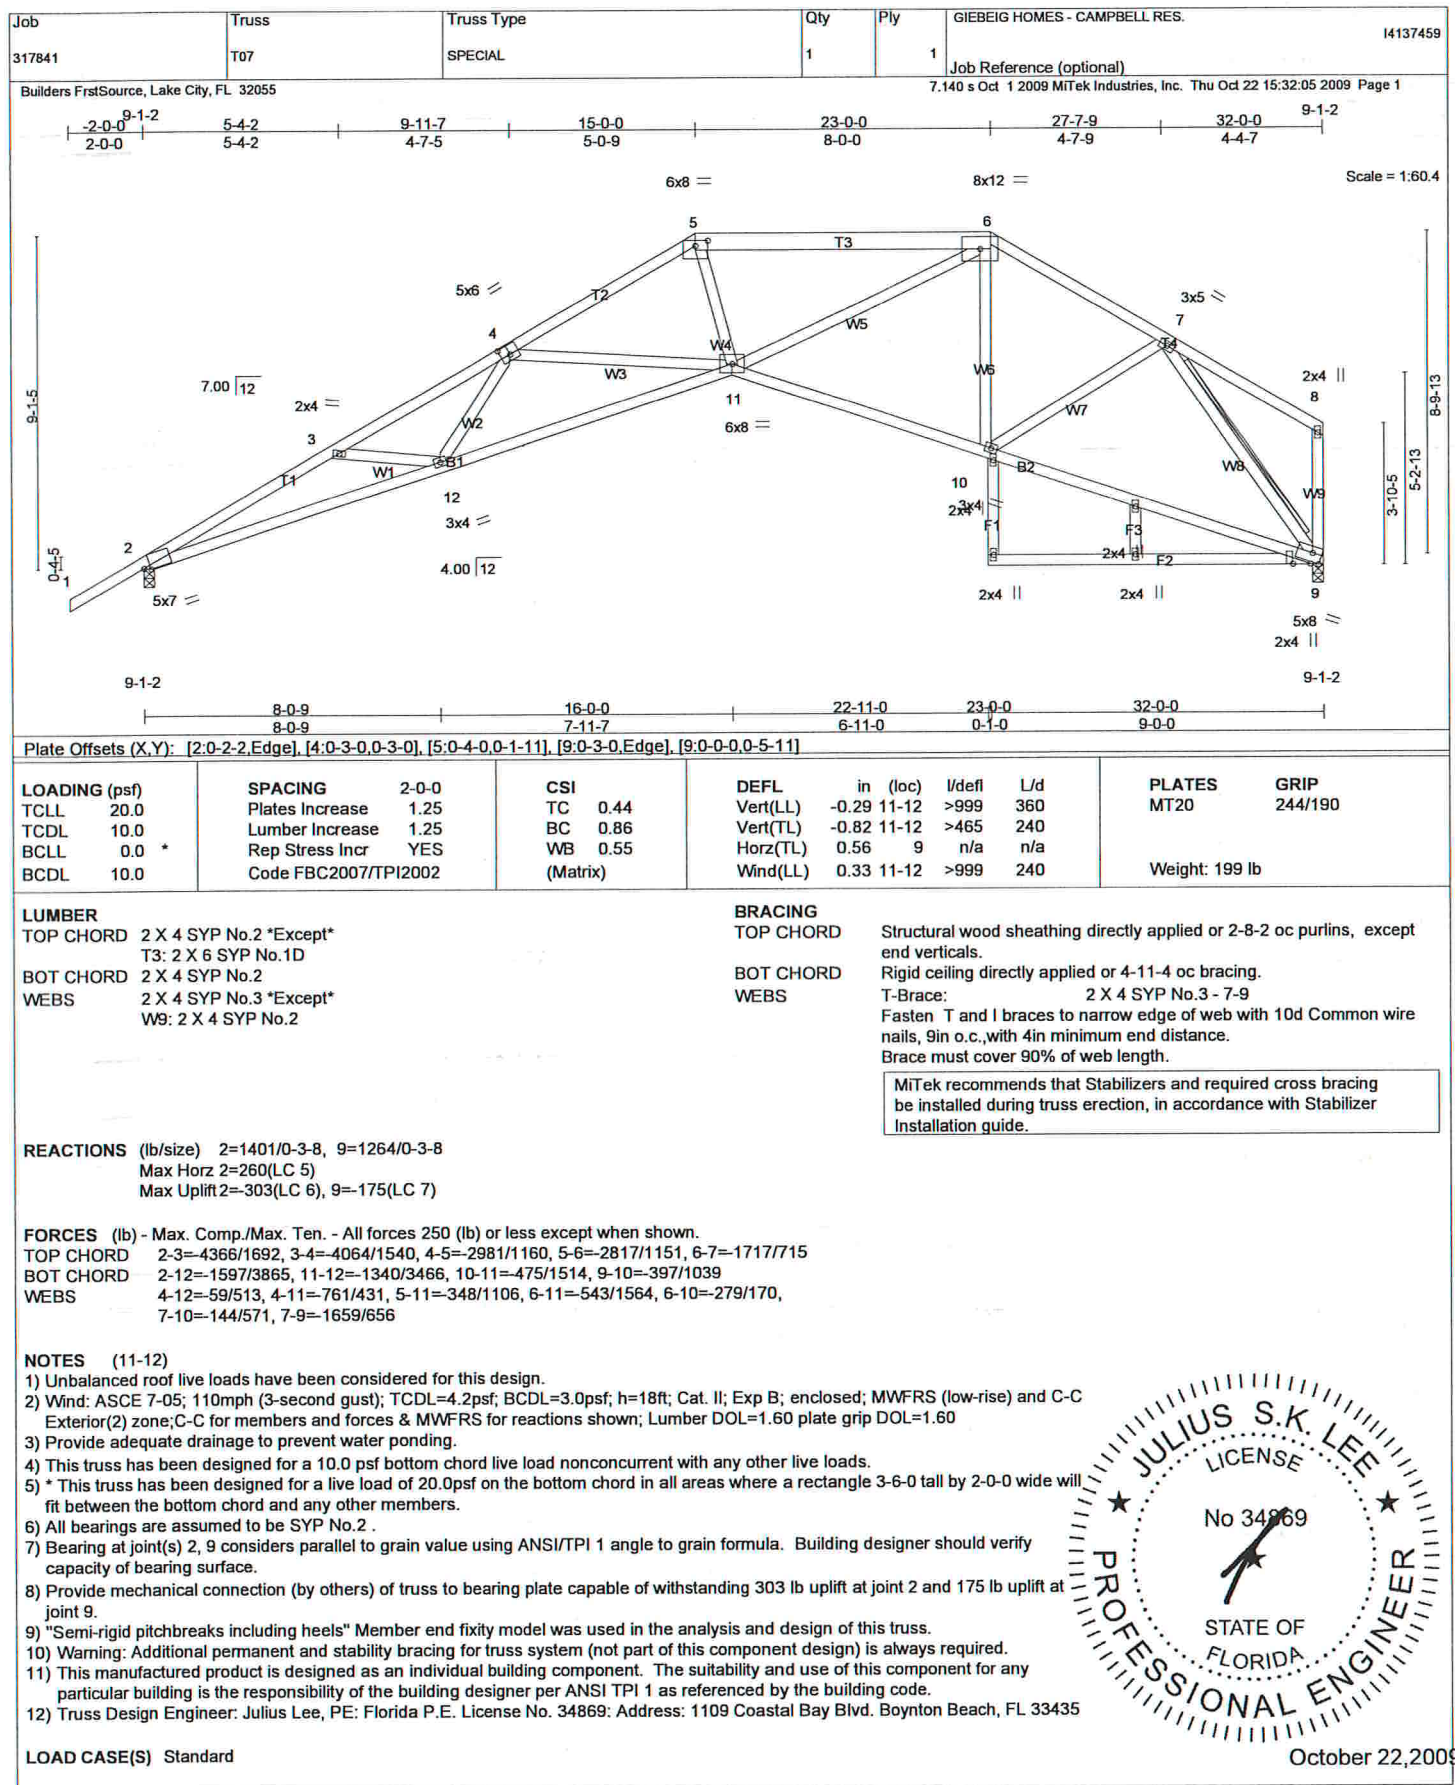 Job Truss Truss Type Qty Ply GIEBEIG HOMES - CAMPBELL RES.
I4137459
317841 T07 SPECIAL 1 1
Job Reference (optional)
Builders FrstSource, Lake City, FL 32055 7.140 s Oct 1 2009 MiTek Industries, Inc. Thu Oct 22 15:32:05 2009 Page 1
9-1-2 9-1-2
-2-0-0 5-4-2 9-11-7 15-0-0 23-0-0 27-7-9 32-0-0
2-0-0 5-4-2 4-7-5 5-0-9 8-0-0 4-7-9 4-4-7
Scale = 1:60.4
6x8 = 8x12 =
5 6
T3
5x6 T2 3x5
4 7
W5 T4
W4
W3 W6 2x4 ||
7.00 12 8
2x4 = 11 W7
3 W2 6x8 =
W1 B1 B2 W8
T1 12 10 W9
3x4 3x4
2x4
F1 F3
2 2x4
4.00 12 F2
1 9
5x7 2x4 || 2x4 ||
5x8
2x4 ||
9-1-5
0-4-5
3-10-5
5-2-13
8-9-13
9-1-2 9-1-2
8-0-9 16-0-0 22-11-0 23-0-0 32-0-0
8-0-9 7-11-7 6-11-0 0-1-0 9-0-0
Plate Offsets (X,Y): [2:0-2-2,Edge], [4:0-3-0,0-3-0], [5:0-4-0,0-1-11], [9:0-3-0,Edge], [9:0-0-0,0-5-11]
LOADING (psf) SPACING 2-0-0 CSI DEFL in (loc) l/defl L/d PLATES GRIP
TCLL 20.0 Plates Increase 1.25 TC 0.44 Vert(LL) -0.29 11-12 >999 360 MT20 244/190
TCDL 10.0 Lumber Increase 1.25 BC 0.86 Vert(TL) -0.82 11-12 >465 240
BCLL 0.0 * Rep Stress Incr YES WB 0.55 Horz(TL) 0.56 9 n/a n/a
BCDL 10.0 Code FBC2007/TPI2002 (Matrix) Wind(LL) 0.33 11-12 >999 240 Weight: 199 lb
LUMBER
TOP CHORD 2 X 4 SYP No.2 *Except*
T3: 2 X 6 SYP No.1D
BOT CHORD 2 X 4 SYP No.2
WEBS 2 X 4 SYP No.3 *Except*
W9: 2 X 4 SYP No.2
BRACING
TOP CHORD Structural wood sheathing directly applied or 2-8-2 oc purlins, except
end verticals.
BOT CHORD Rigid ceiling directly applied or 4-11-4 oc bracing.
WEBS T-Brace: 2 X 4 SYP No.3 - 7-9
Fasten T and I braces to narrow edge of web with 10d Common wire
nails, 9in o.c.,with 4in minimum end distance.
Brace must cover 90% of web length.
MiTek recommends that Stabilizers and required cross bracing
be installed during truss erection, in accordance with Stabilizer
Installation guide.
REACTIONS (lb/size) 2=1401/0-3-8, 9=1264/0-3-8
Max Horz 2=260(LC 5)
Max Uplift 2=-303(LC 6), 9=-175(LC 7)
FORCES (lb) - Max. Comp./Max. Ten. - All forces 250 (lb) or less except when shown.
TOP CHORD 2-3=-4366/1692, 3-4=-4064/1540, 4-5=-2981/1160, 5-6=-2817/1151, 6-7=-1717/715
BOT CHORD 2-12=-1597/3865, 11-12=-1340/3466, 10-11=-475/1514, 9-10=-397/1039
WEBS 4-12=-59/513, 4-11=-761/431, 5-11=-348/1106, 6-11=-543/1564, 6-10=-279/170,
7-10=-144/571, 7-9=-1659/656
NOTES (11-12)
1) Unbalanced roof live loads have been considered for this design.
2) Wind: ASCE 7-05; 110mph (3-second gust); TCDL=4.2psf; BCDL=3.0psf; h=18ft; Cat. II; Exp B; enclosed; MWFRS (low-rise) and C-C
Exterior(2) zone;C-C for members and forces & MWFRS for reactions shown; Lumber DOL=1.60 plate grip DOL=1.60
3) Provide adequate drainage to prevent water ponding.
4) This truss has been designed for a 10.0 psf bottom chord live load nonconcurrent with any other live loads.
5) * This truss has been designed for a live load of 20.0psf on the bottom chord in all areas where a rectangle 3-6-0 tall by 2-0-0 wide will
fit between the bottom chord and any other members.
6) All bearings are assumed to be SYP No.2 .
7) Bearing at joint(s) 2, 9 considers parallel to grain value using ANSI/TPI 1 angle to grain formula. Building designer should verify
capacity of bearing surface.
8) Provide mechanical connection (by others) of truss to bearing plate capable of withstanding 303 lb uplift at joint 2 and 175 lb uplift at
joint 9.
9) "Semi-rigid pitchbreaks including heels" Member end fixity model was used in the analysis and design of this truss.
10) Warning: Additional permanent and stability bracing for truss system (not part of this component design) is always required.
11) This manufactured product is designed as an individual building component. The suitability and use of this component for any
particular building is the responsibility of the building designer per ANSI TPI 1 as referenced by the building code.
12) Truss Design Engineer: Julius Lee, PE: Florida P.E. License No. 34869: Address: 1109 Coastal Bay Blvd. Boynton Beach, FL 33435
LOAD CASE(S) Standard
JULIUS S.K. LEE
LICENSE
No 34869
STATE OF
FLORIDA
PROFESSIONAL ENGINEER
October 22,2009